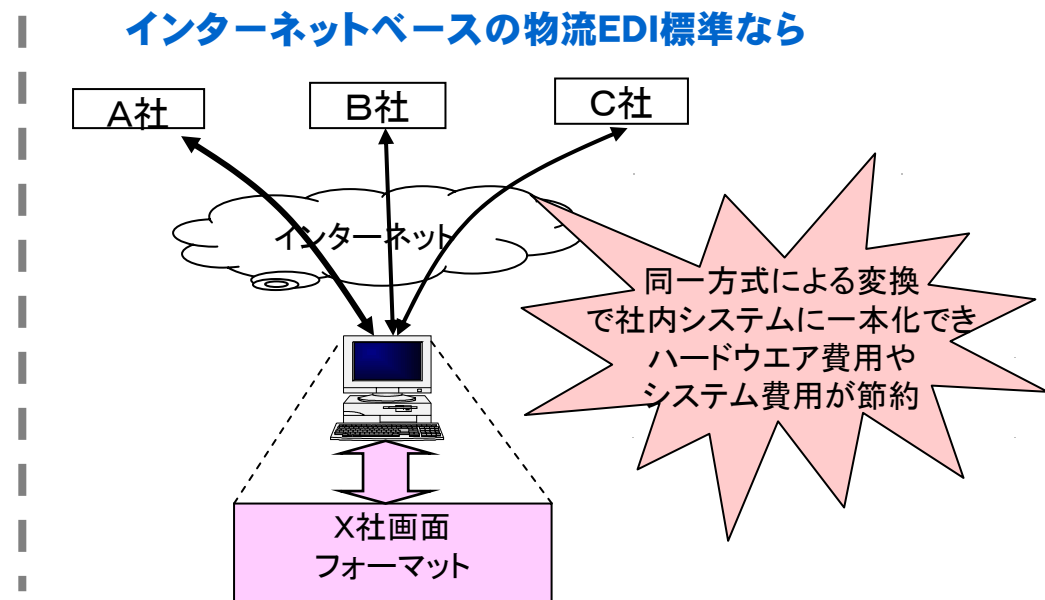 インターネットベースの物流EDI標準なら
A社
B社
C社
インターネット
同一方式による変換
で社内システムに一本化でき
ハードウエア費用や
システム費用が節約
X社画面
フォーマット